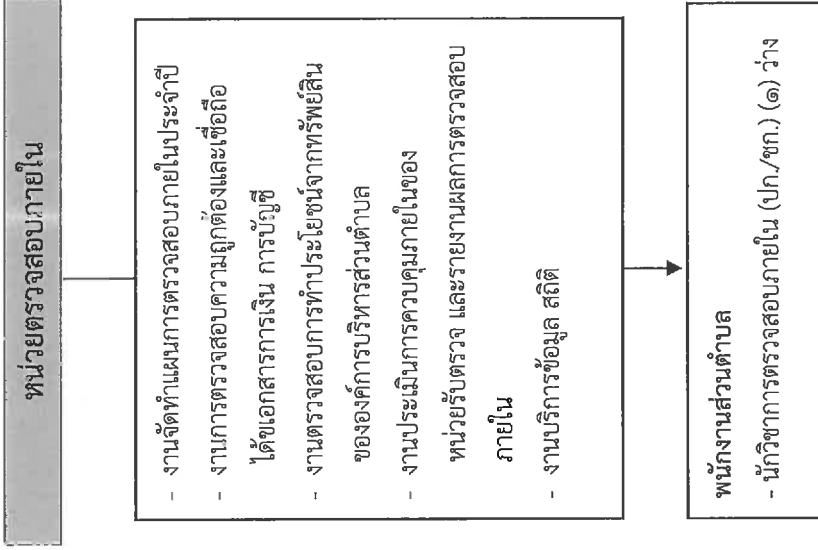 หน่วยตรวจสอบภายใน
- งานจัดทำแผนการตรวจสอบภายในประจำปี
- งานการตรวจสอบความถูกต้องและเชื่อถือ
ได้ขเอกสารการเงิน การบัญชี
- งานตรวจสอบการทำประโยชน์จากทรัพย์สิน
ขององค์การบริหารส่วนตำบล
- งานประเมินการควบคุมภายในของ
หน่วยรับตรวจ และรายงานผลการตรวจสอบ
ภายใน
- งานบริการข้อมูล สถิติ
พนักงานส่วนตำบล
- นักวิชาการตรวจสอบภายใน (ปก./ชก.) (๑) ว่าง